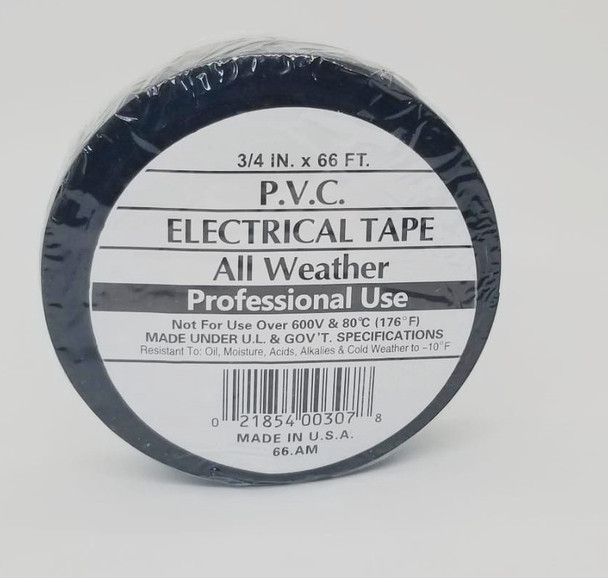 3/4 IN. x 66 FT.
P.V.C.
ELECTRICAL TAPE
All Weather
Professional Use
Not For Use Over 600V & 80°C (176°F)
MADE UNDER U.L. & GOV'T. SPECIFICATIONS
Resistant To: Oil, Moisture, Acids, Alkalies & Cold Weather to -10°F
0 21854 00307 8
MADE IN U.S.A.
66.AM